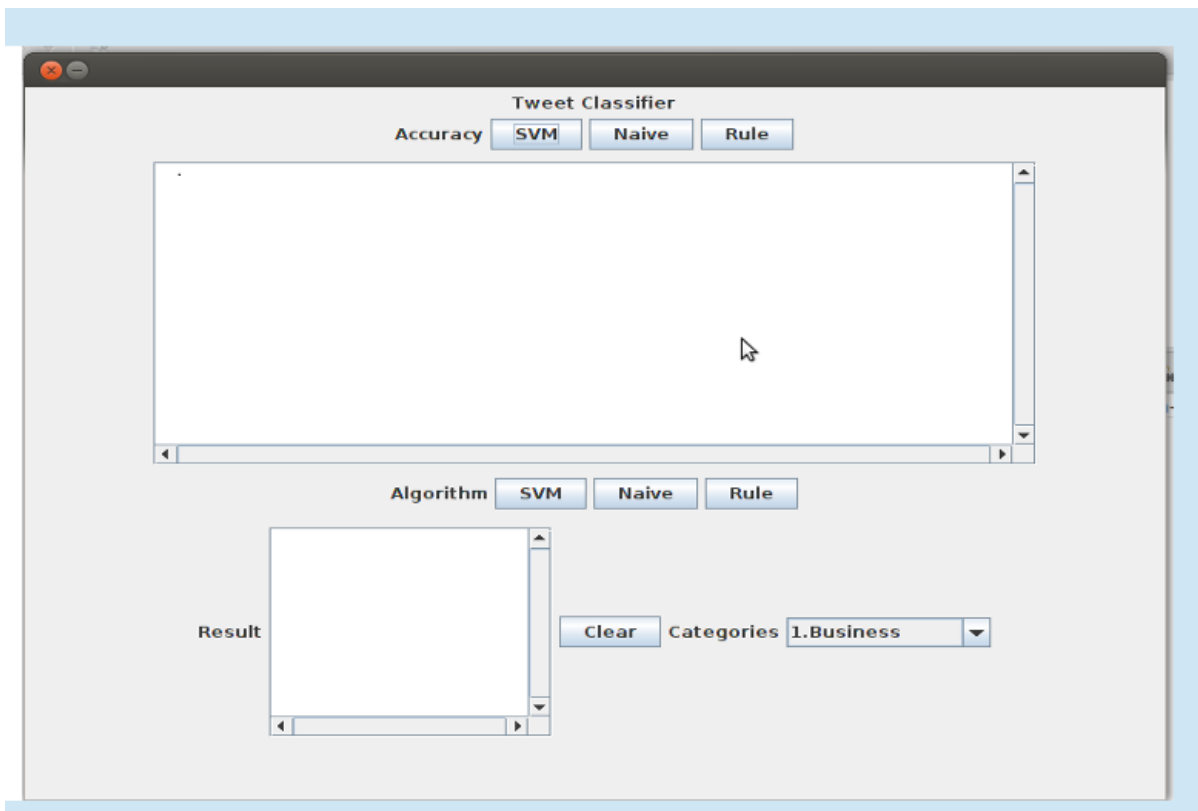 Tweet Classifier
Accuracy SVM Naive Rule
.
Algorithm SVM Naive Rule
Result Clear Categories 1.Business